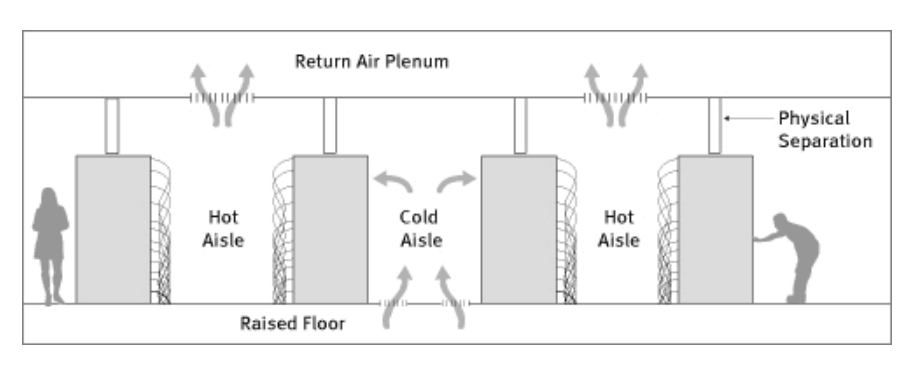 Return Air Plenum
Physical
Separation
Hot
Aisle
Cold
Aisle
Hot
Aisle
Raised Floor